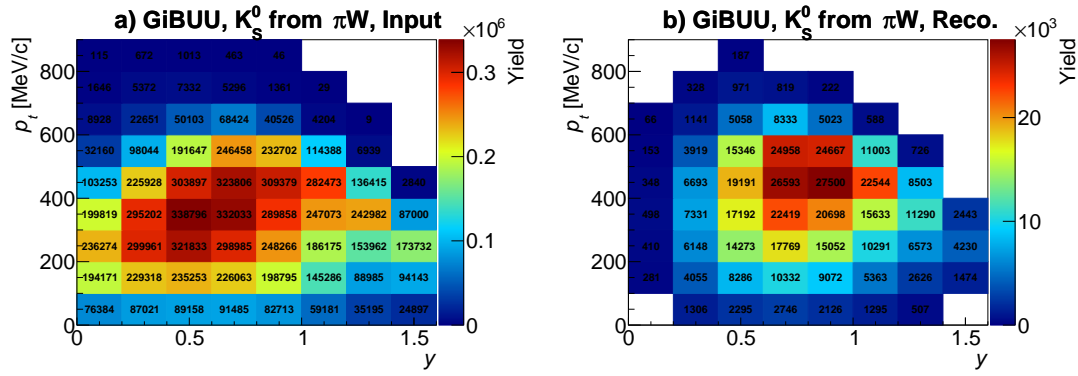 a) GiBUU, K⁰ₛ from πW, Input
×10⁶
Yield
pₜ [MeV/c]
115 672 1013 463 46
1646 5372 7332 5296 1361 29
8928 22651 50103 68424 40526 4204 9
32160 98044 191647 246458 232702 114388 6939
103253 225928 303897 323806 309379 282473 136415 2840
199819 295202 338796 332033 289858 247073 242982 87000
236274 299961 321833 298985 248266 186175 153962 173732
194171 229318 235253 226063 198795 145286 88985 94143
76384 87021 89158 91485 82713 59181 35195 24897
800
600
400
200
0
0 0.5 1 1.5
y
0.3
0.2
0.1
0
b) GiBUU, K⁰ₛ from πW, Reco.
×10³
Yield
pₜ [MeV/c]
187
328 971 819 222
1141 5058 8333 5023 588
153 3919 15346 24958 24667 11003 726
348 6693 19191 26593 27500 22544 8503
498 7331 17192 22419 20698 15633 11290 2443
410 6148 14273 17769 15052 10291 6573 4230
281 4055 8286 10332 9072 5363 2626 1474
1306 2295 2746 2126 1295 507
800
600
400
200
0
0 0.5 1 1.5
y
20
10
0